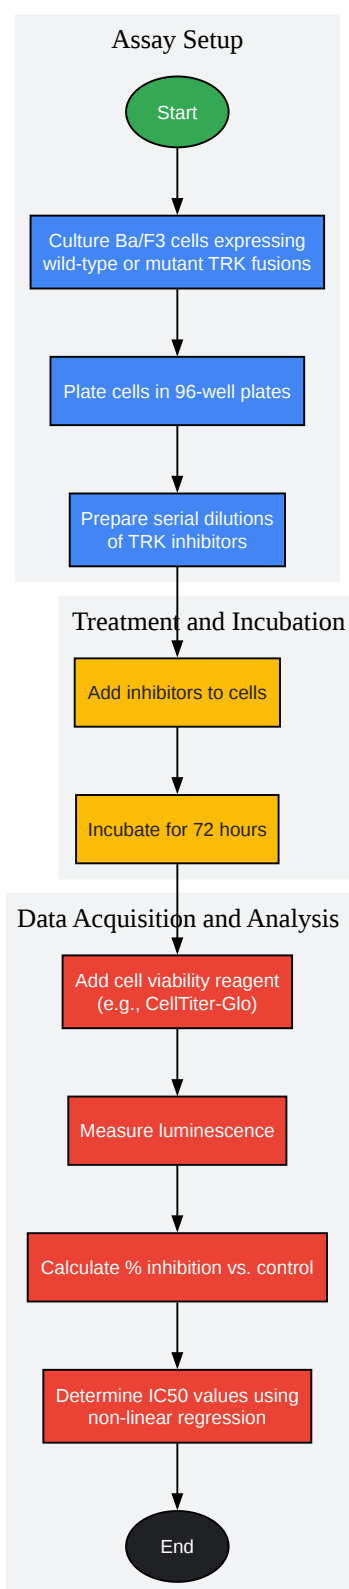 Assay Setup
Start
Culture Ba/F3 cells expressing
wild-type or mutant TRK fusions
Plate cells in 96-well plates
Prepare serial dilutions
of TRK inhibitors
Treatment and Incubation
Add inhibitors to cells
Incubate for 72 hours
Data Acquisition and Analysis
Add cell viability reagent
(e.g., CellTiter-Glo)
Measure luminescence
Calculate % inhibition vs. control
Determine IC50 values using
non-linear regression
End